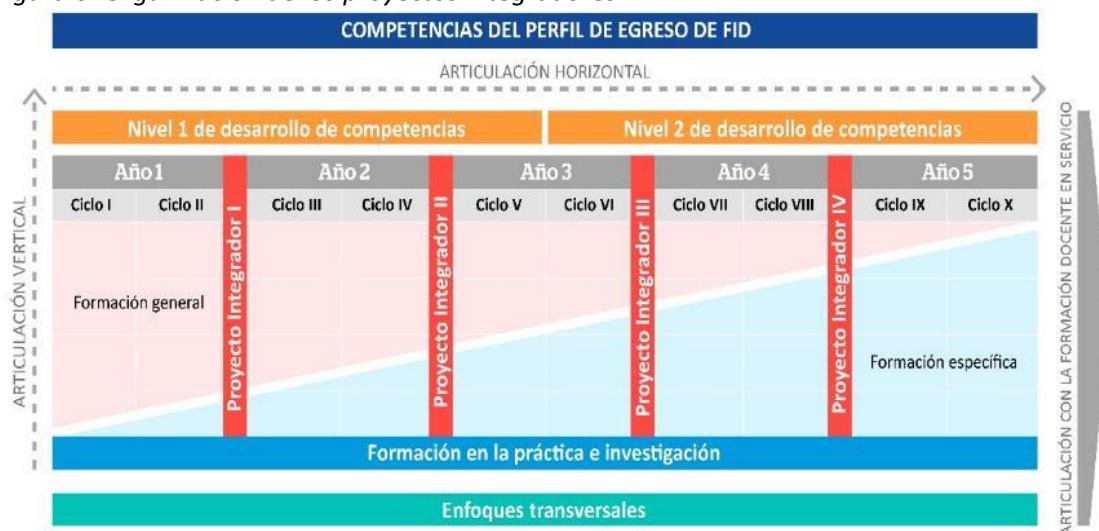 COMPETENCIAS DEL PERFIL DE EGRESO DE FID
ARTICULACIÓN HORIZONTAL
Nivel 1 de desarrollo de competencias
Nivel 2 de desarrollo de competencias
Año 1
Año 2
Año 3
Año 4
Año 5
Ciclo I
Ciclo II
Ciclo III
Ciclo IV
Ciclo V
Ciclo VI
Ciclo VII
Ciclo VIII
Ciclo IX
Ciclo X
Proyecto Integrador I
Proyecto Integrador II
Proyecto Integrador III
Proyecto Integrador IV
Formación general
Formación específica
Formación en la práctica e investigación
Enfoques transversales
ARTICULACIÓN VERTICAL
ARTICULACIÓN CON LA FORMACIÓN DOCENTE EN SERVICIO